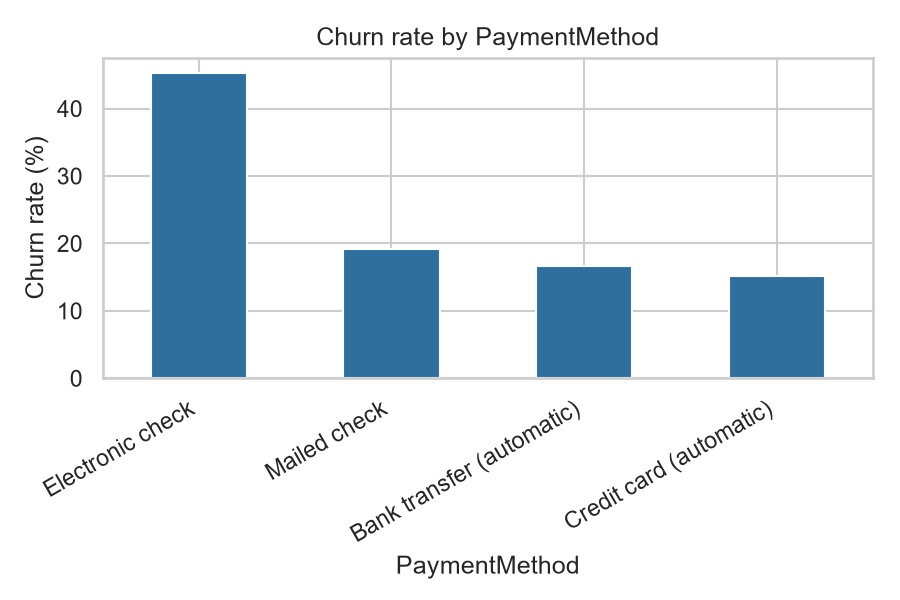 Churn rate by PaymentMethod
Churn rate (%)
40
30
20
10
0
Electronic check
Mailed check
Bank transfer (automatic)
Credit card (automatic)
PaymentMethod